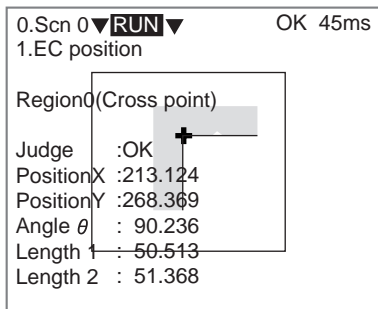 0.Scn 0▼RUN▼ OK 45ms
1.EC position
Region0(Cross point)
Judge :OK
PositionX :213.124
PositionY :268.369
Angle θ : 90.236
Length 1 : 50.513
Length 2 : 51.368